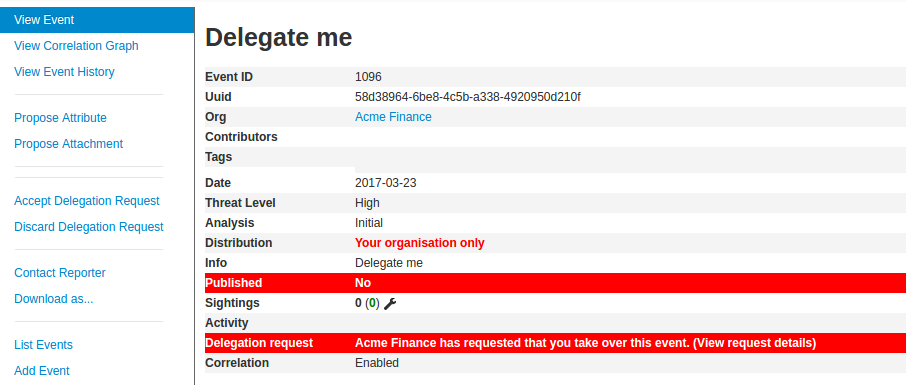 View Event
View Correlation Graph
View Event History
Propose Attribute
Propose Attachment
Accept Delegation Request
Discard Delegation Request
Contact Reporter
Download as...
List Events
Add Event
Delegate me
Event ID 1096
Uuid 58d38964-6be8-4c5b-a338-4920950d210f
Org Acme Finance
Contributors
Tags
Date 2017-03-23
Threat Level High
Analysis Initial
Distribution Your organisation only
Info Delegate me
Published No
Sightings 0 (0)
Activity
Delegation request Acme Finance has requested that you take over this event. (View request details)
Correlation Enabled